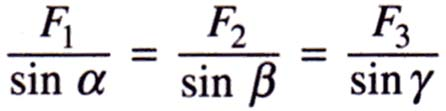 F₁/sin α = F₂/sin β = F₃/sin γ